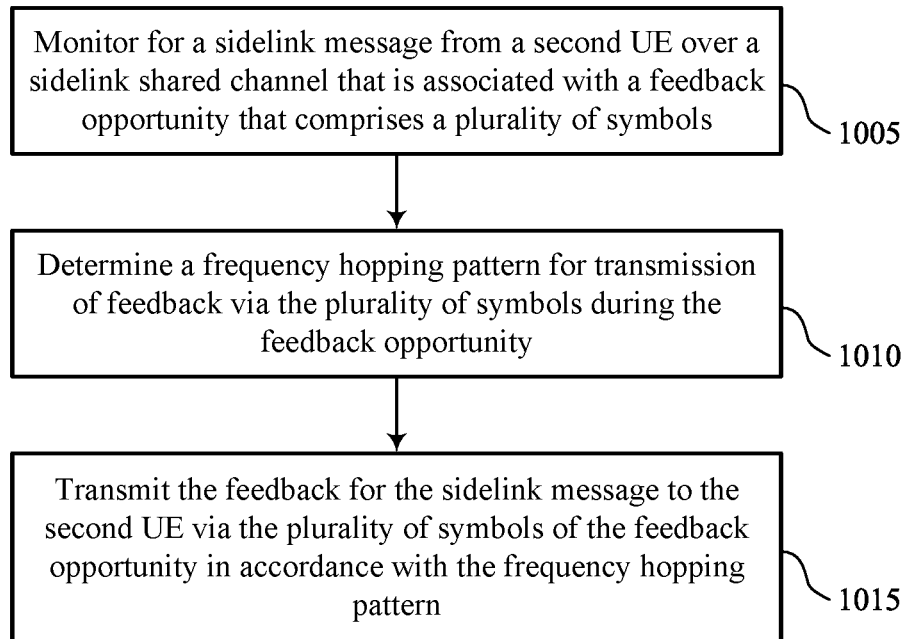 Monitor for a sidelink message from a second UE over a
sidelink shared channel that is associated with a feedback
opportunity that comprises a plurality of symbols
1005
Determine a frequency hopping pattern for transmission
of feedback via the plurality of symbols during the
feedback opportunity
1010
Transmit the feedback for the sidelink message to the
second UE via the plurality of symbols of the feedback
opportunity in accordance with the frequency hopping
pattern
1015